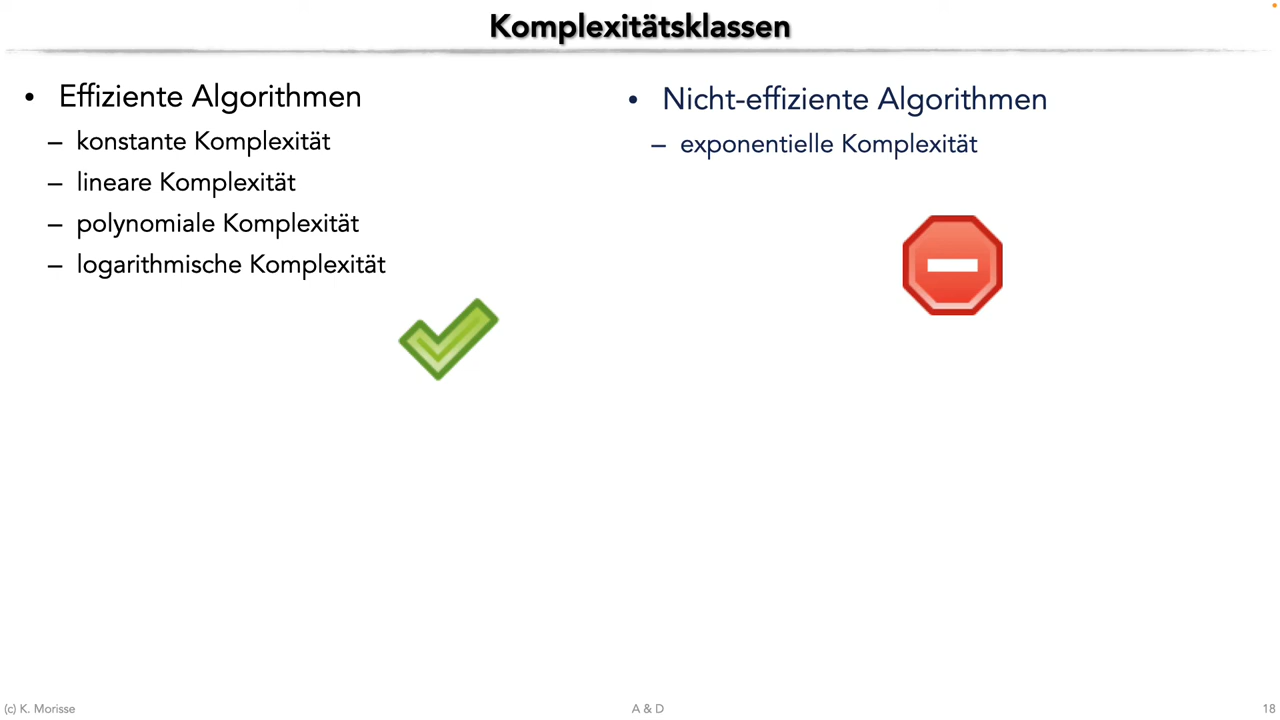 Komplexitätsklassen
• Effiziente Algorithmen
– konstante Komplexität
– lineare Komplexität
– polynomiale Komplexität
– logarithmische Komplexität
• Nicht-effiziente Algorithmen
– exponentielle Komplexität
(c) K. Morisse
A & D
18